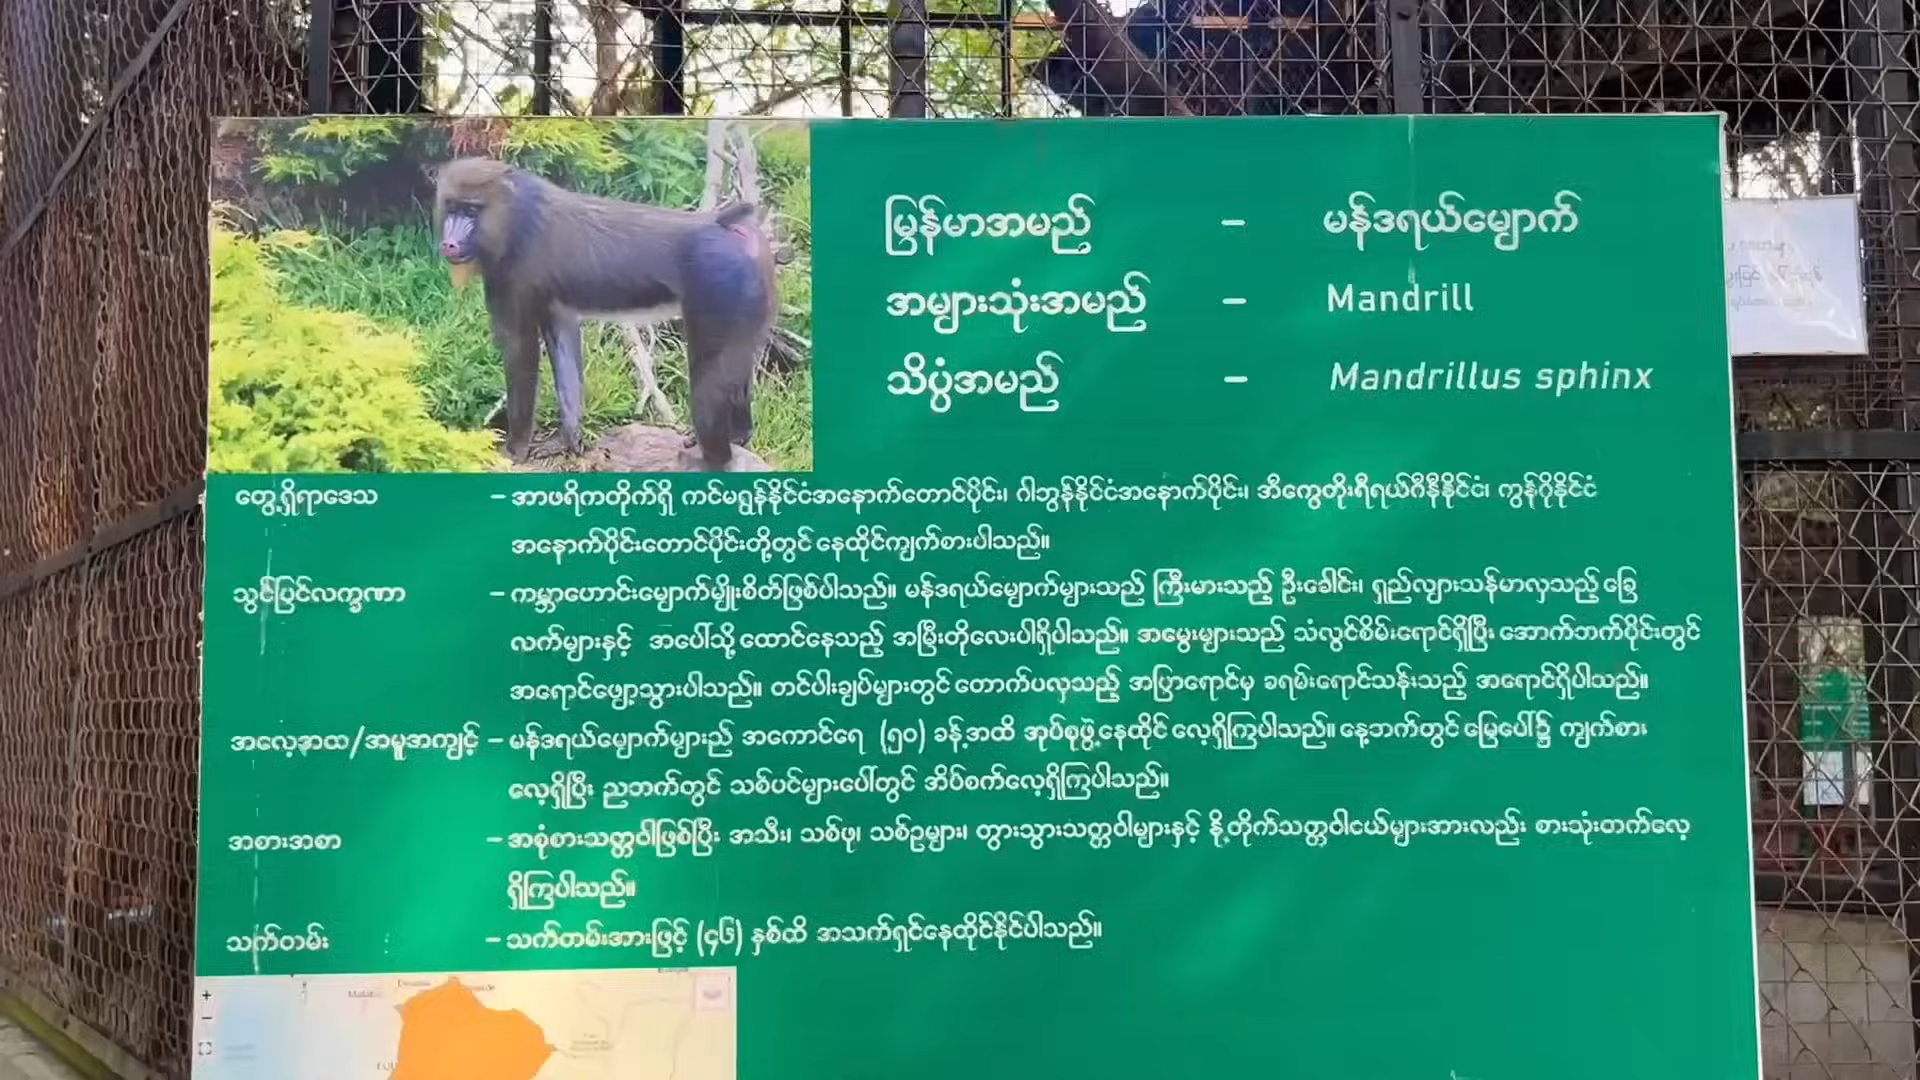 မြန်မာအမည် – မန်ဒရယ်မျောက်
အများသုံးအမည် – Mandrill
သိပ္ပံအမည် – Mandrillus sphinx
တွေ့ရှိရာဒေသ – အာဖရိကတိုက်ရှိ ကင်မရွန်နိုင်ငံအနောက်တောင်ပိုင်း၊ ဂါဘွန်နိုင်ငံအနောက်ပိုင်း၊ အီကွေတိုးရီရယ်ဂီနီနိုင်ငံ၊ ကွန်ဂိုနိုင်ငံ
အနောက်ပိုင်းတောင်ပိုင်းတို့တွင် နေထိုင်ကျက်စားပါသည်။
သွင်ပြင်လက္ခဏာ – ကမ္ဘာဟောင်းမျောက်မျိုးစိတ်ဖြစ်ပါသည်။ မန်ဒရယ်မျောက်များသည် ကြီးမားသည့် ဦးခေါင်း၊ ရှည်လျားသန်မာလှသည့် ခြေ
လက်များနှင့် အပေါ်သို့ ထောင်နေသည့် အမြီးတိုလေးပါရှိပါသည်။ အမွေးများသည် သံလွင်စိမ်းရောင်ရှိပြီး အောက်ဘက်ပိုင်းတွင်
အရောင်ဖျော့သွားပါသည်။ တင်ပါးချပ်များတွင် တောက်ပလှသည့် အပြာရောင်မှ ခရမ်းရောင်သန်းသည့် အရောင်ရှိပါသည်။
အလေ့အထ/အမူအကျင့် – မန်ဒရယ်မျောက်များည် အကောင်ရေ (၅၀) ခန့်အထိ အုပ်စုဖွဲ့နေထိုင် လေ့ရှိကြပါသည်။ နေ့ဘက်တွင် မြေပေါ်၌ ကျက်စား
လေ့ရှိပြီး ညဘက်တွင် သစ်ပင်များပေါ်တွင် အိပ်စက်လေ့ရှိကြပါသည်။
အစားအစာ – အစုံစားသတ္တဝါဖြစ်ပြီး အသီး၊ သစ်ဖု၊ သစ်ဥများ၊ တွားသွားသတ္တဝါများနှင့် နို့တိုက်သတ္တဝါငယ်များအားလည်း စားသုံးတက်လေ့
ရှိကြပါသည်။
သက်တမ်း – သက်တမ်းအားဖြင့် (၄၆) နှစ်ထိ အသက်ရှင်နေထိုင်နိုင်ပါသည်။